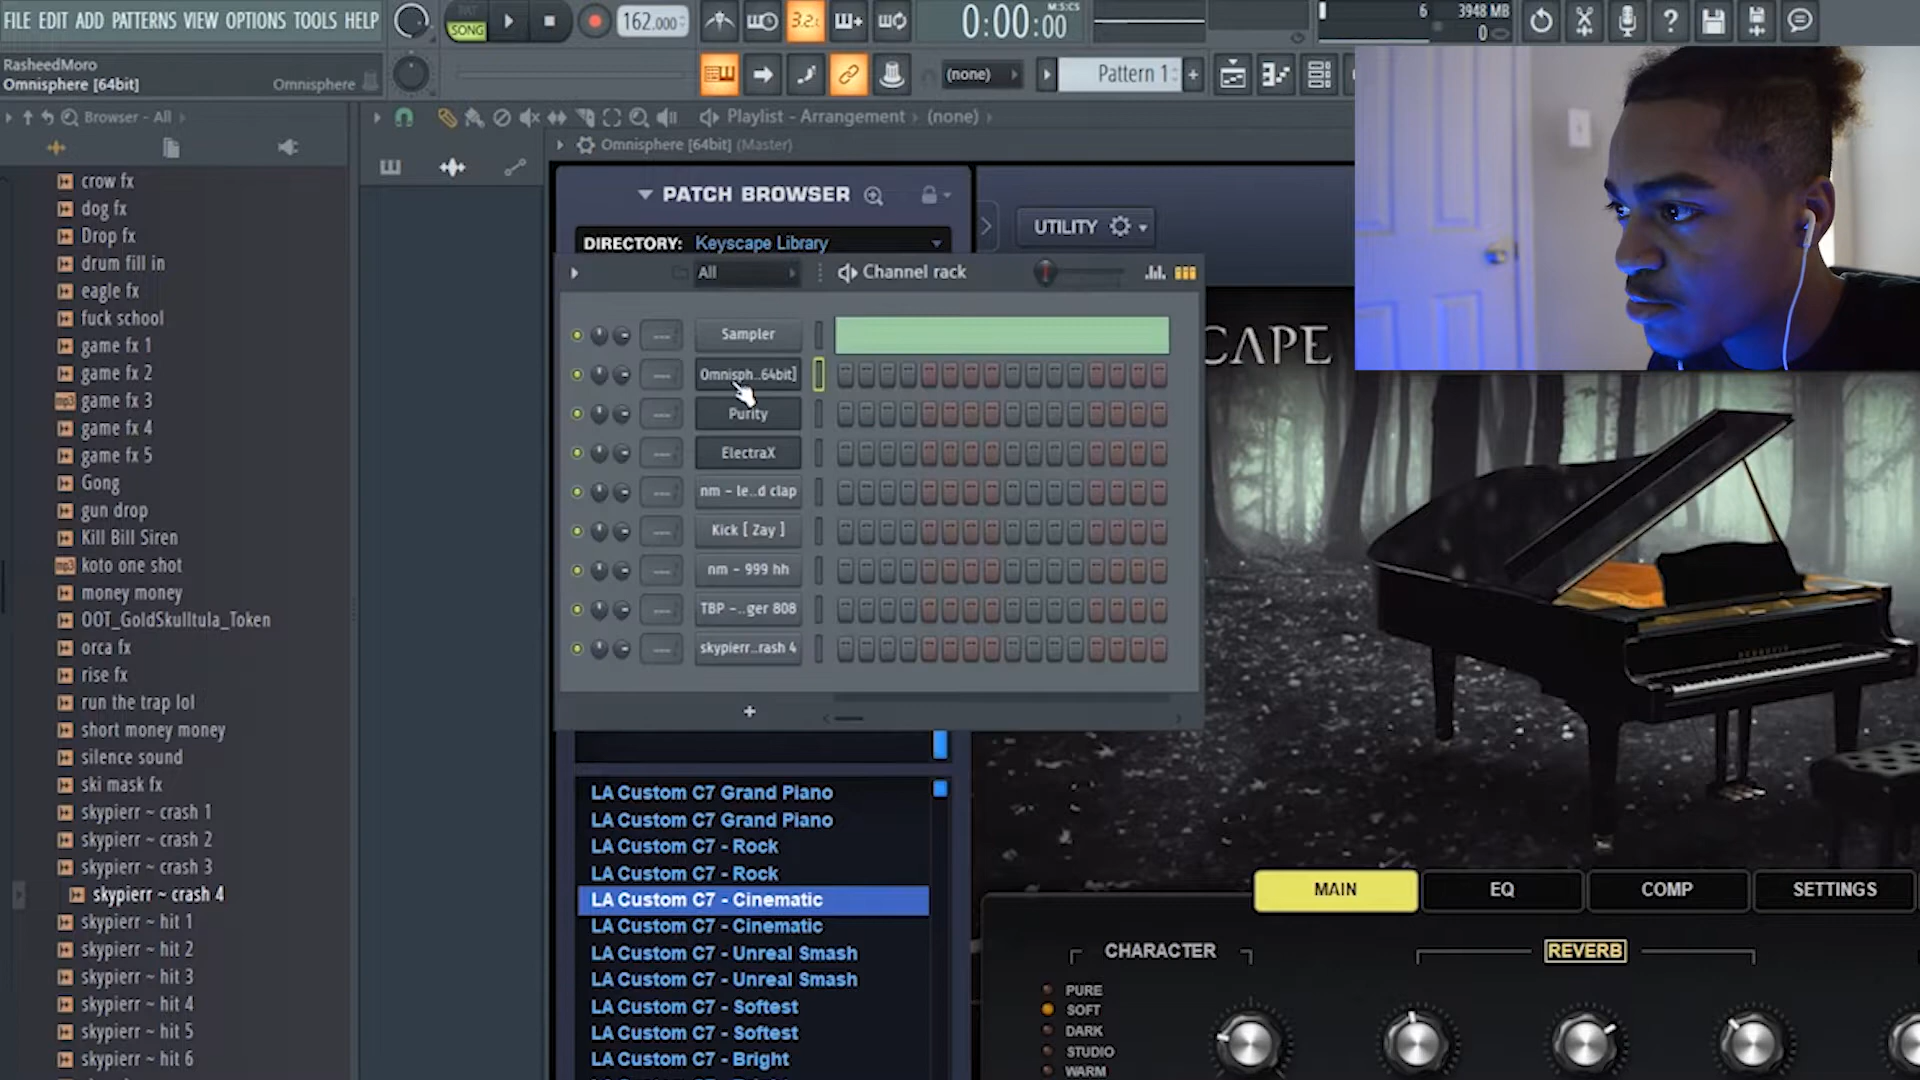 FILE EDIT ADD PATTERNS VIEW OPTIONS TOOLS HELP
PAT
SONG
162.000
3.2.
0:00:00
M:S:CS
6
3948 MB
0
RasheedMoro
Omnisphere [64bit]
Omnisphere
(none)
Pattern 1
Browser - All
Playlist - Arrangement
(none)
Omnisphere [64bit] (Master)
crow fx
dog fx
Drop fx
drum fill in
eagle fx
fuck school
game fx 1
game fx 2
mp3 game fx 3
game fx 4
game fx 5
Gong
gun drop
Kill Bill Siren
mp3 koto one shot
money money
OOT_GoldSkulltula_Token
orca fx
rise fx
run the trap lol
short money money
silence sound
ski mask fx
skypierr ~ crash 1
skypierr ~ crash 2
skypierr ~ crash 3
skypierr ~ crash 4
skypierr ~ hit 1
skypierr ~ hit 2
skypierr ~ hit 3
skypierr ~ hit 4
skypierr ~ hit 5
skypierr ~ hit 6
PATCH BROWSER
DIRECTORY: Keyscape Library
UTILITY
All
Channel rack
Sampler
Omnisph..64bit]
Purity
ElectraX
nm - le..d clap
Kick [ Zay ]
nm - 999 hh
TBP -..ger 808
skypierr..rash 4
+
CAPE
LA Custom C7 Grand Piano
LA Custom C7 Grand Piano
LA Custom C7 - Rock
LA Custom C7 - Rock
LA Custom C7 - Cinematic
LA Custom C7 - Cinematic
LA Custom C7 - Unreal Smash
LA Custom C7 - Unreal Smash
LA Custom C7 - Softest
LA Custom C7 - Softest
LA Custom C7 - Bright
MAIN
EQ
COMP
SETTINGS
CHARACTER
REVERB
PURE
SOFT
DARK
STUDIO
WARM